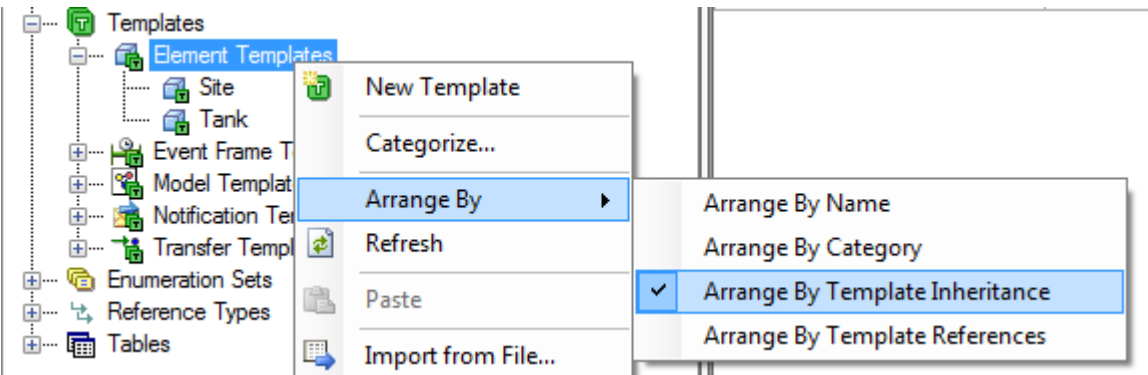 Templates
Element Templates
Site
Tank
Event Frame T
Model Templat
Notification Te
Transfer Templ
Enumeration Sets
Reference Types
Tables
New Template
Categorize...
Arrange By
Refresh
Paste
Import from File...
Arrange By Name
Arrange By Category
Arrange By Template Inheritance
Arrange By Template References